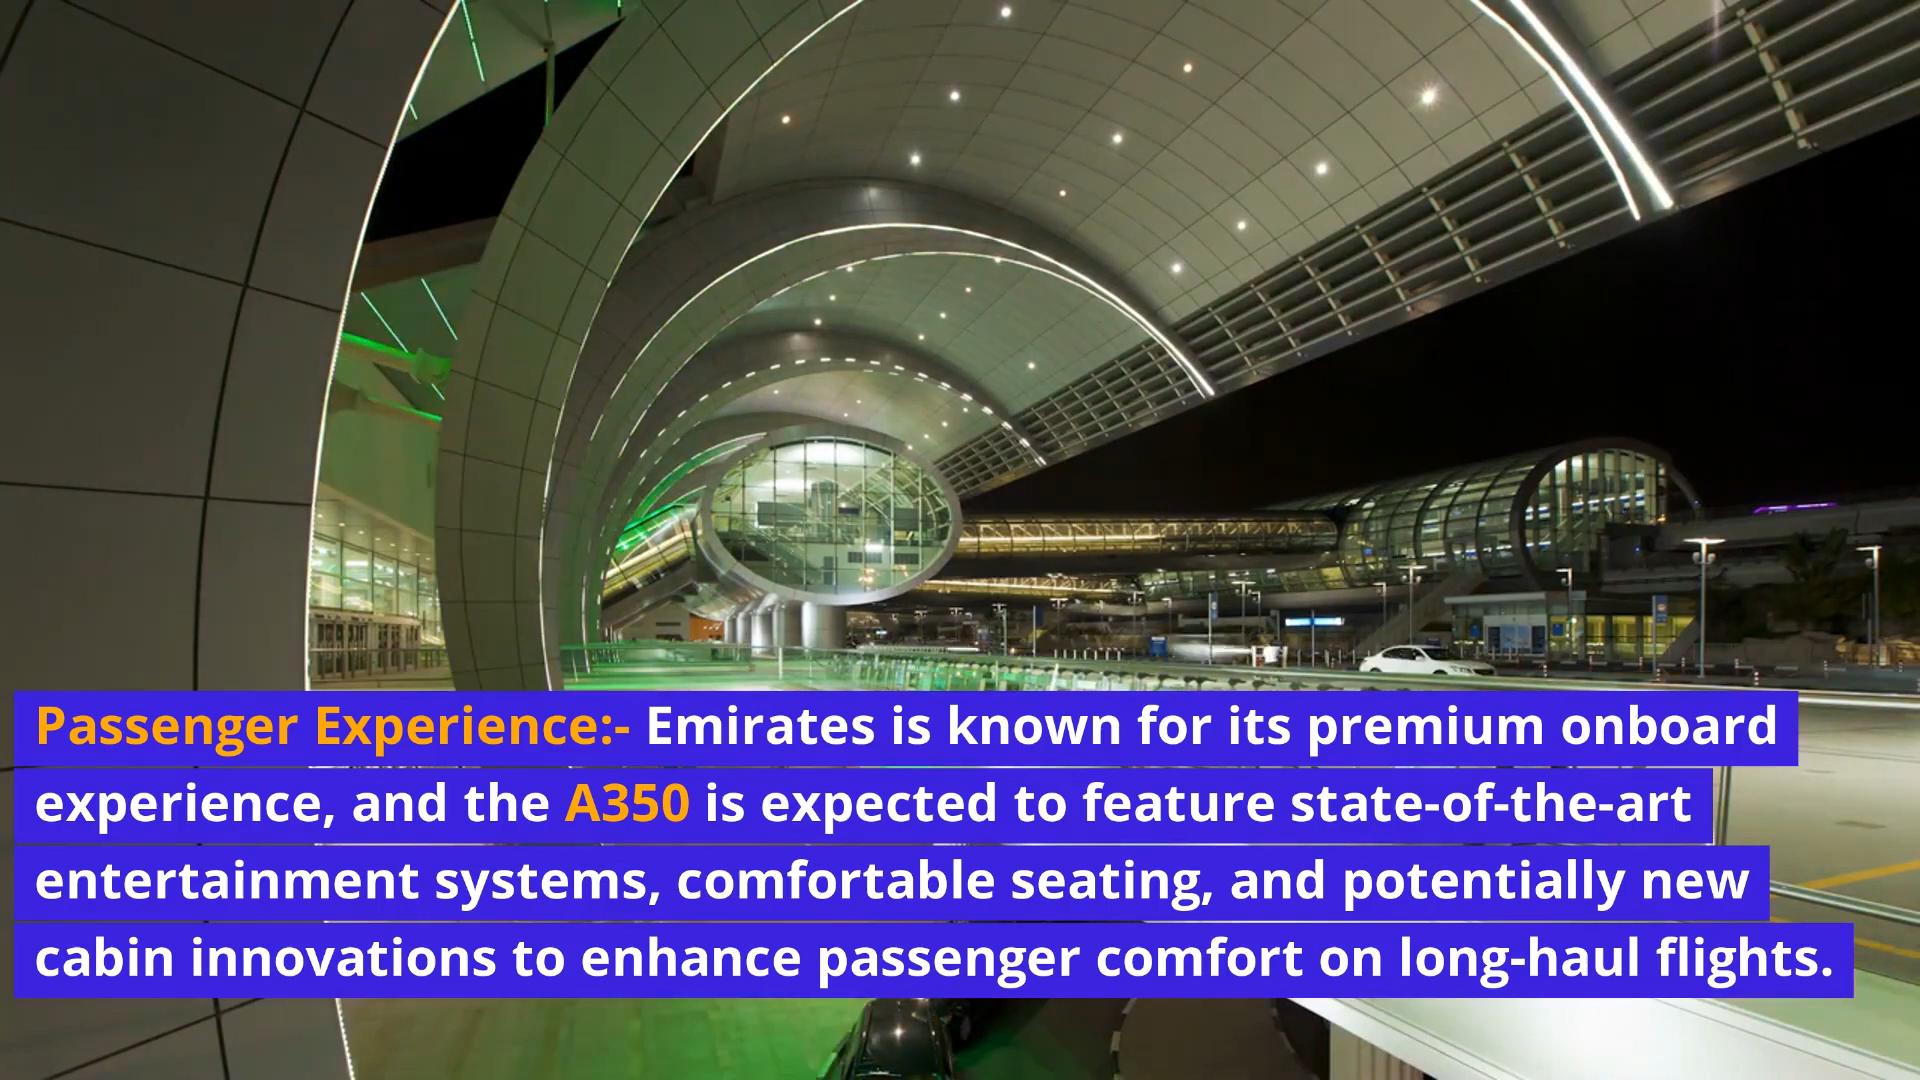 Passenger Experience:- Emirates is known for its premium onboard
experience, and the A350 is expected to feature state-of-the-art
entertainment systems, comfortable seating, and potentially new
cabin innovations to enhance passenger comfort on long-haul flights.